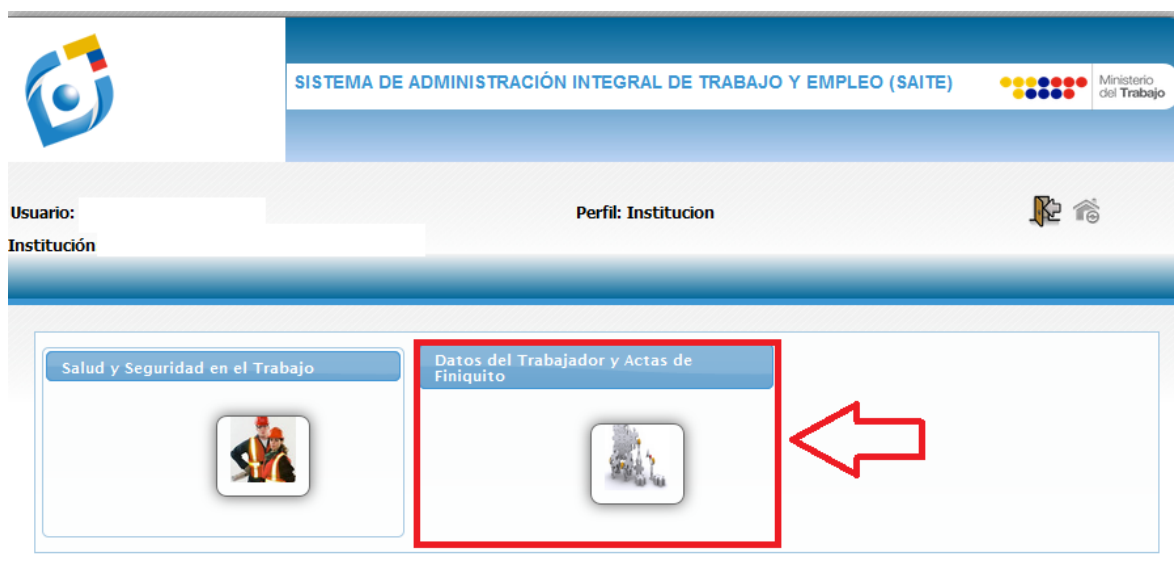 SISTEMA DE ADMINISTRACIÓN INTEGRAL DE TRABAJO Y EMPLEO (SAITE)
Ministerio
del Trabajo
Usuario:
Perfil: Institucion
Institución
Salud y Seguridad en el Trabajo
Datos del Trabajador y Actas de
Finiquito